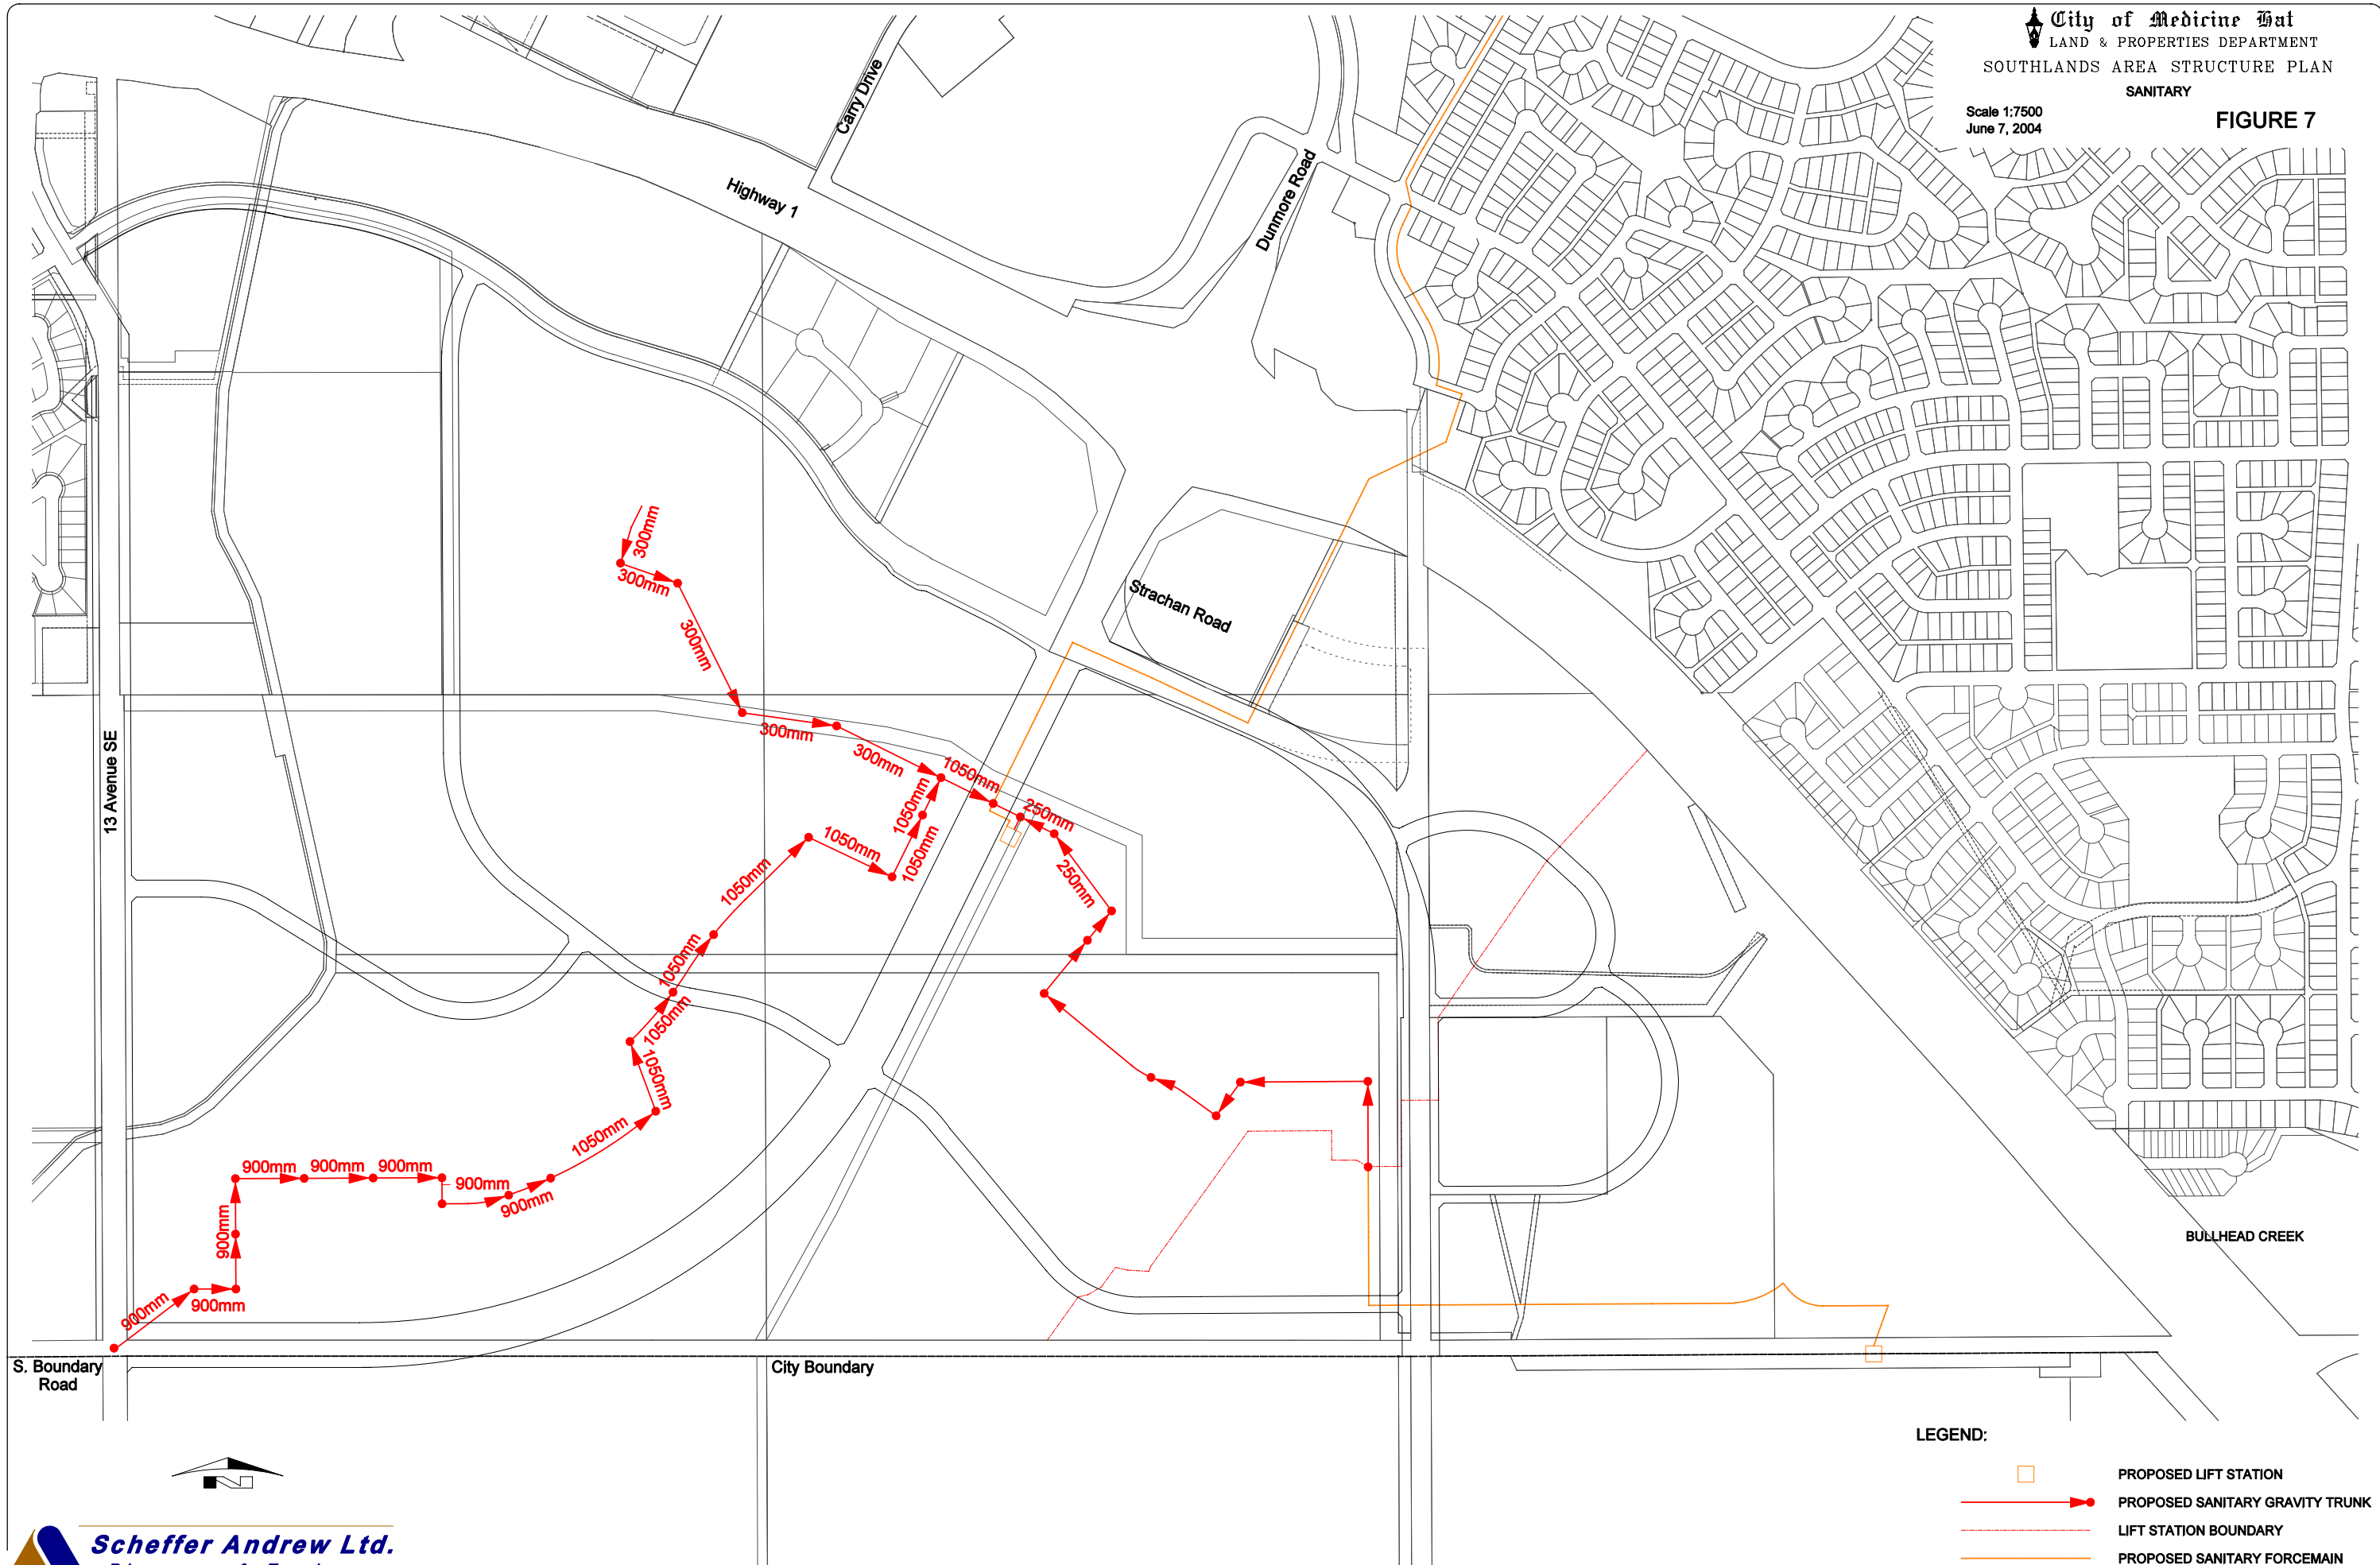 City of Medicine Hat
LAND & PROPERTIES DEPARTMENT
SOUTHLANDS AREA STRUCTURE PLAN
SANITARY
Scale 1:7500
June 7, 2004
FIGURE 7
Carry Drive
Highway 1
Dunmore Road
Strachan Road
13 Avenue SE
300mm
300mm
300mm
300mm
300mm
1050mm
250mm
250mm
1050mm
1050mm
1050mm
1050mm
1050mm
1050mm
1050mm
1050mm
900mm
900mm
900mm
900mm
900mm
900mm
900mm
900mm
BULLHEAD CREEK
S. Boundary
Road
City Boundary
LEGEND:
PROPOSED LIFT STATION
PROPOSED SANITARY GRAVITY TRUNK
LIFT STATION BOUNDARY
PROPOSED SANITARY FORCEMAIN
N
Scheffer Andrew Ltd.